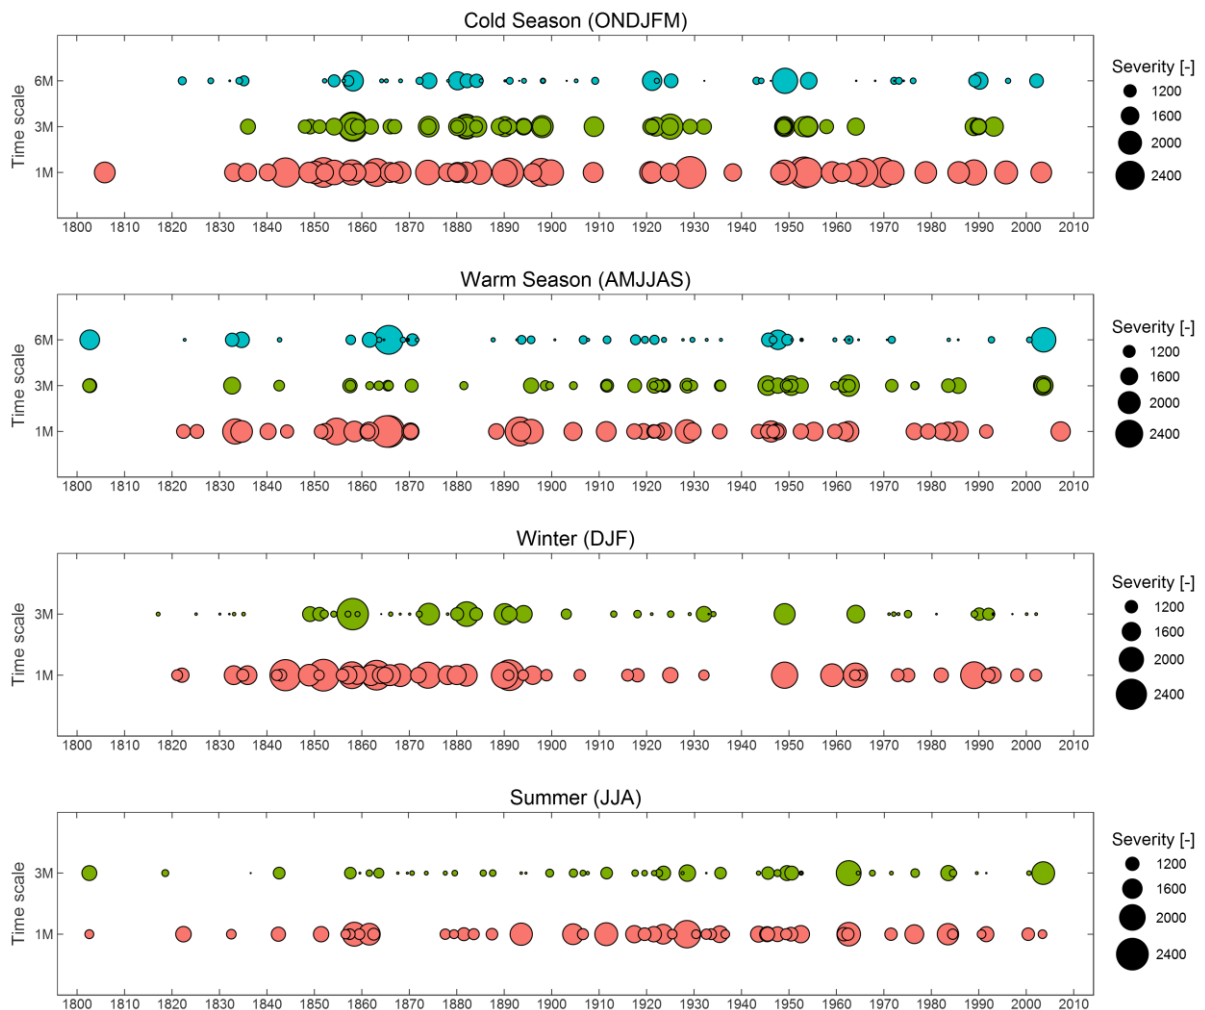 Cold Season (ONDJFM)
Time scale
6M
3M
1M
1800 1810 1820 1830 1840 1850 1860 1870 1880 1890 1900 1910 1920 1930 1940 1950 1960 1970 1980 1990 2000 2010
Severity [-]
1200
1600
2000
2400
Warm Season (AMJJAS)
Time scale
6M
3M
1M
1800 1810 1820 1830 1840 1850 1860 1870 1880 1890 1900 1910 1920 1930 1940 1950 1960 1970 1980 1990 2000 2010
Severity [-]
1200
1600
2000
2400
Winter (DJF)
Time scale
3M
1M
1800 1810 1820 1830 1840 1850 1860 1870 1880 1890 1900 1910 1920 1930 1940 1950 1960 1970 1980 1990 2000 2010
Severity [-]
1200
1600
2000
2400
Summer (JJA)
Time scale
3M
1M
1800 1810 1820 1830 1840 1850 1860 1870 1880 1890 1900 1910 1920 1930 1940 1950 1960 1970 1980 1990 2000 2010
Severity [-]
1200
1600
2000
2400